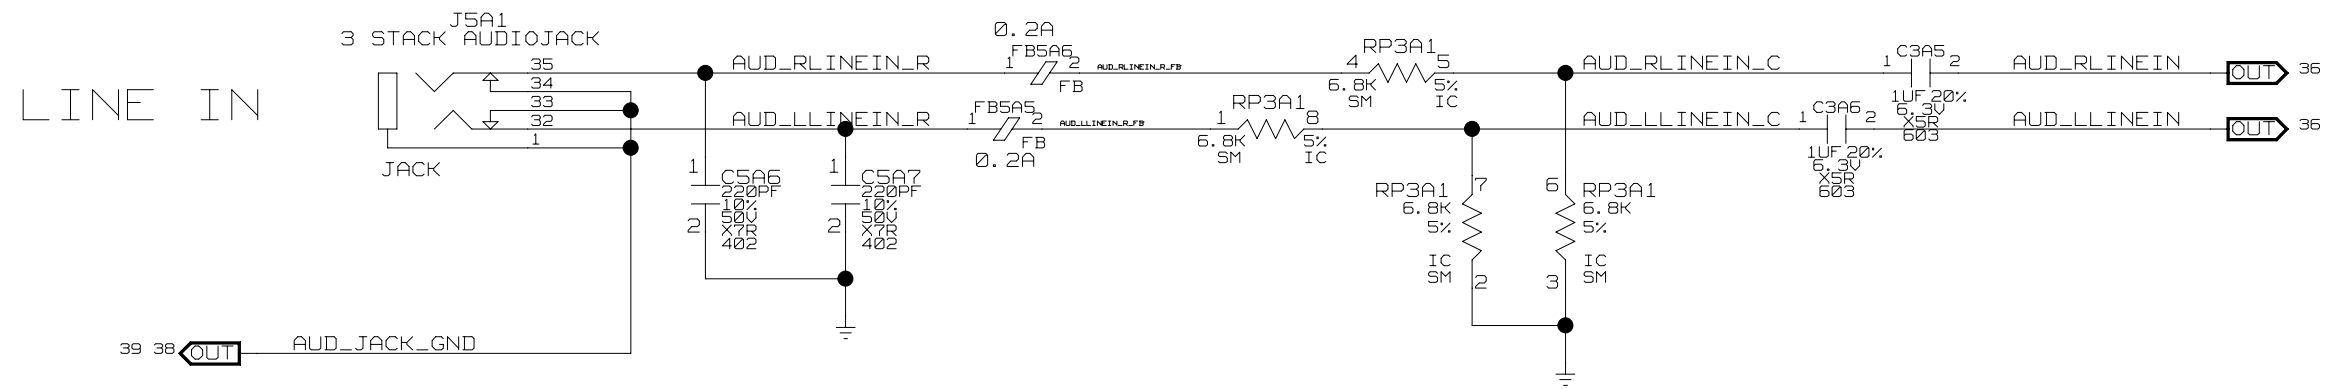 LINE IN
J5A1
3 STACK AUDIOJACK
JACK
35
34
33
32
1
AUD_RLINEIN_R
AUD_LLINEIN_R
0.2A
FB5A6
1 2
FB
AUD_RLINEIN_R_FB
FB5A5
1 2
FB
0.2A
AUD_LLINEIN_R_FB
RP3A1
4 5
6.8K 5%
SM IC
RP3A1
1 8
6.8K 5%
SM IC
AUD_RLINEIN_C
AUD_LLINEIN_C
C3A5
1 2
1UF 20%
6.3V
X5R
603
C3A6
1 2
1UF 20%
6.3V
X5R
603
AUD_RLINEIN
OUT 36
AUD_LLINEIN
OUT 36
1
C5A6
220PF
10%
50V
X7R
402
2
1
C5A7
220PF
10%
50V
X7R
402
2
7
RP3A1
6.8K
5%
IC
SM
2
6
RP3A1
6.8K
5%
IC
SM
3
39 38 OUT
AUD_JACK_GND